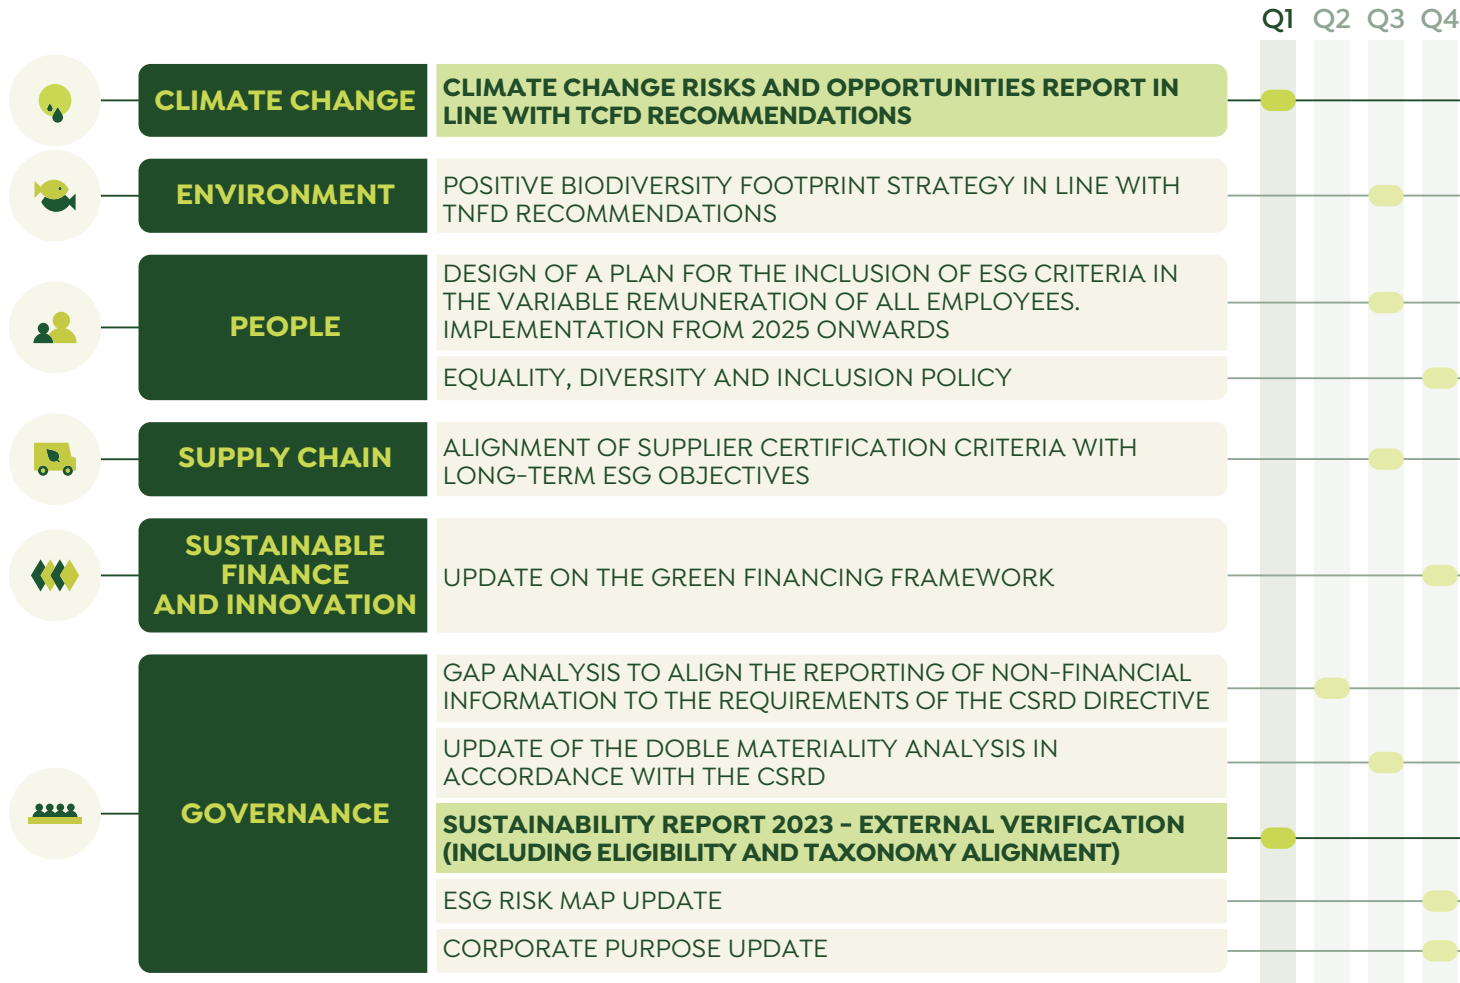 Q1 Q2 Q3 Q4
CLIMATE CHANGE
CLIMATE CHANGE RISKS AND OPPORTUNITIES REPORT IN
LINE WITH TCFD RECOMMENDATIONS
ENVIRONMENT
POSITIVE BIODIVERSITY FOOTPRINT STRATEGY IN LINE WITH
TNFD RECOMMENDATIONS
PEOPLE
DESIGN OF A PLAN FOR THE INCLUSION OF ESG CRITERIA IN
THE VARIABLE REMUNERATION OF ALL EMPLOYEES.
IMPLEMENTATION FROM 2025 ONWARDS
EQUALITY, DIVERSITY AND INCLUSION POLICY
SUPPLY CHAIN
ALIGNMENT OF SUPPLIER CERTIFICATION CRITERIA WITH
LONG-TERM ESG OBJECTIVES
SUSTAINABLE
FINANCE
AND INNOVATION
UPDATE ON THE GREEN FINANCING FRAMEWORK
GOVERNANCE
GAP ANALYSIS TO ALIGN THE REPORTING OF NON-FINANCIAL
INFORMATION TO THE REQUIREMENTS OF THE CSRD DIRECTIVE
UPDATE OF THE DOBLE MATERIALITY ANALYSIS IN
ACCORDANCE WITH THE CSRD
SUSTAINABILITY REPORT 2023 - EXTERNAL VERIFICATION
(INCLUDING ELIGIBILITY AND TAXONOMY ALIGNMENT)
ESG RISK MAP UPDATE
CORPORATE PURPOSE UPDATE